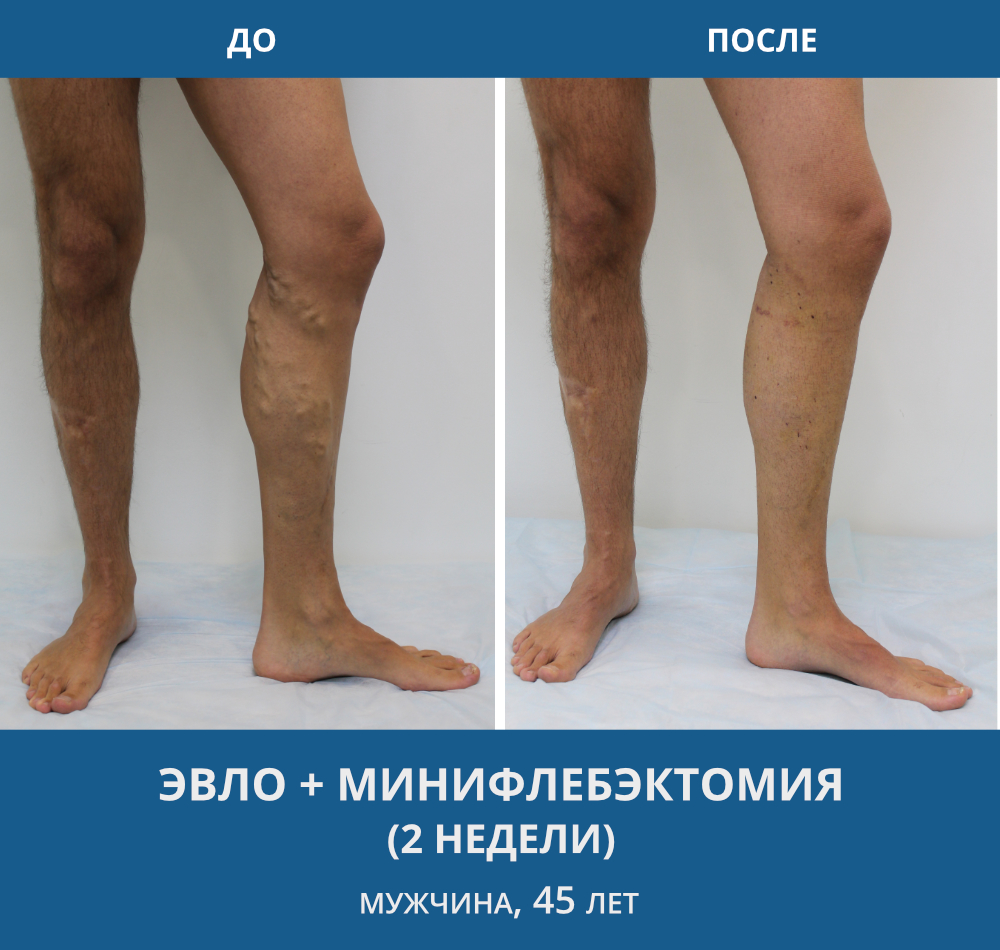 ДО
ПОСЛЕ
ЭВЛО + МИНИФЛЕБЭКТОМИЯ
(2 НЕДЕЛИ)
МУЖЧИНА, 45 ЛЕТ